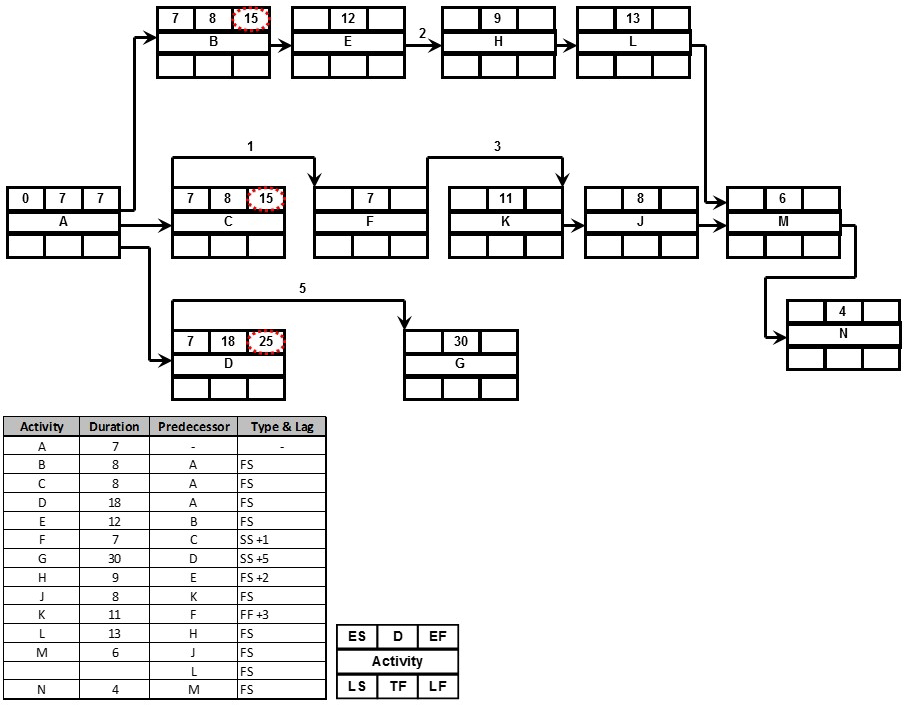 7 8 15
B
12
E
2
9
H
13
L
1
3
0 7 7
A
7 8 15
C
7
F
11
K
8
J
6
M
4
N
5
7 18 25
D
30
G
Activity Duration Predecessor Type & Lag
A 7 - -
B 8 A FS
C 8 A FS
D 18 A FS
E 12 B FS
F 7 C SS +1
G 30 D SS +5
H 9 E FS +2
J 8 K FS
K 11 F FF +3
L 13 H FS
M 6 J FS
L FS
N 4 M FS
ES D EF
Activity
LS TF LF